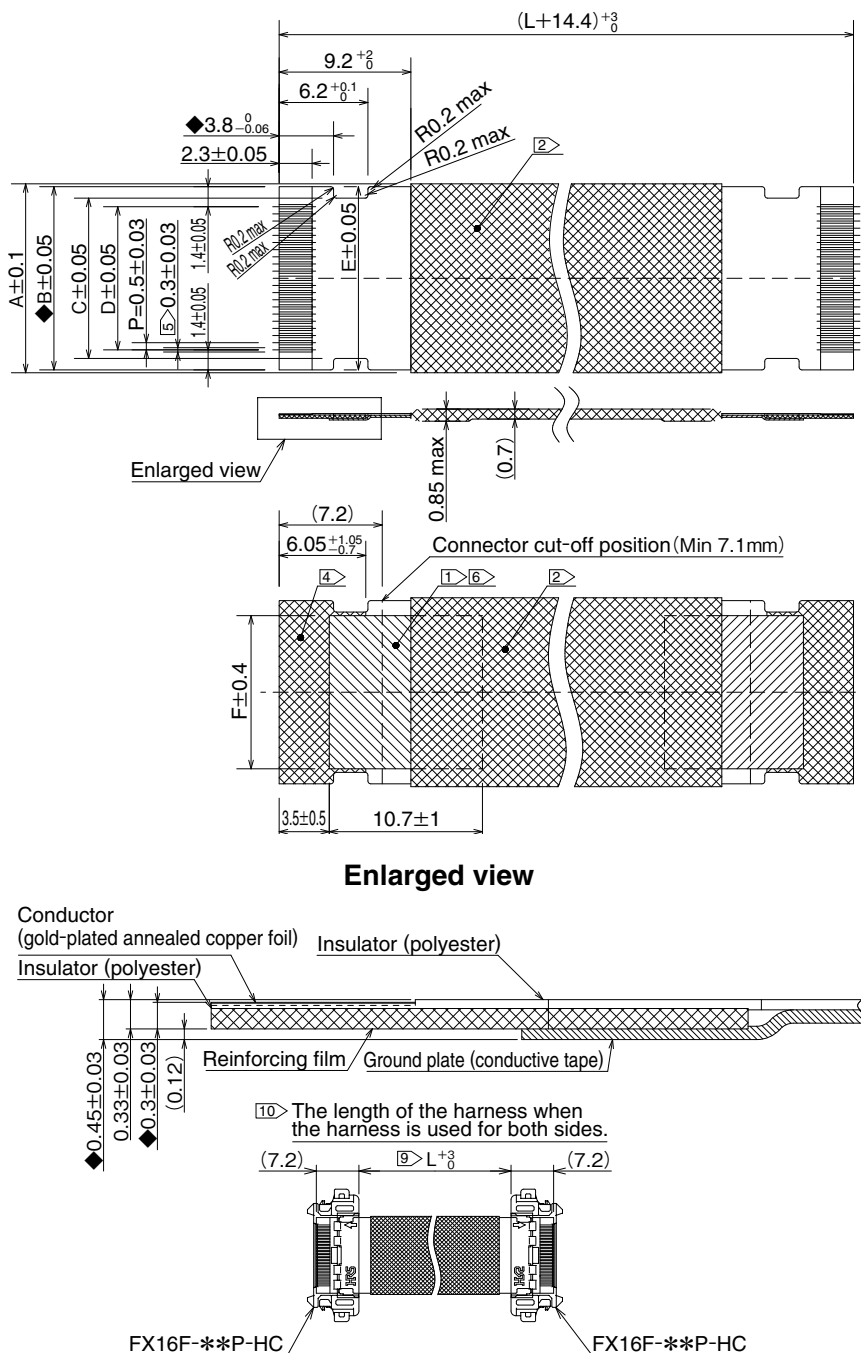 (L+14.4) +3 0
9.2 +2 0
6.2 +0.1 0
◆3.8 0 -0.06
2.3±0.05
R0.2 max
R0.2 max
2
R0.2 max
R0.2 max
A±0.1
◆B±0.05
C±0.05
D±0.05
P=0.5±0.03
5 0.3±0.03
1.4±0.05
1.4±0.05
E±0.05
Enlarged view
0.85 max
(0.7)
(7.2)
6.05 +1.05 -0.7
Connector cut-off position (Min 7.1mm)
4
1 6
2
F±0.4
3.5±0.5
10.7±1
Enlarged view
Conductor
(gold-plated annealed copper foil)
Insulator (polyester)
Insulator (polyester)
Reinforcing film
Ground plate (conductive tape)
◆0.45±0.03
0.33±0.03
◆0.3±0.03
(0.12)
10 The length of the harness when
the harness is used for both sides.
(7.2)
9 L +3 0
(7.2)
HRS
HRS
FX16F-**P-HC
FX16F-**P-HC